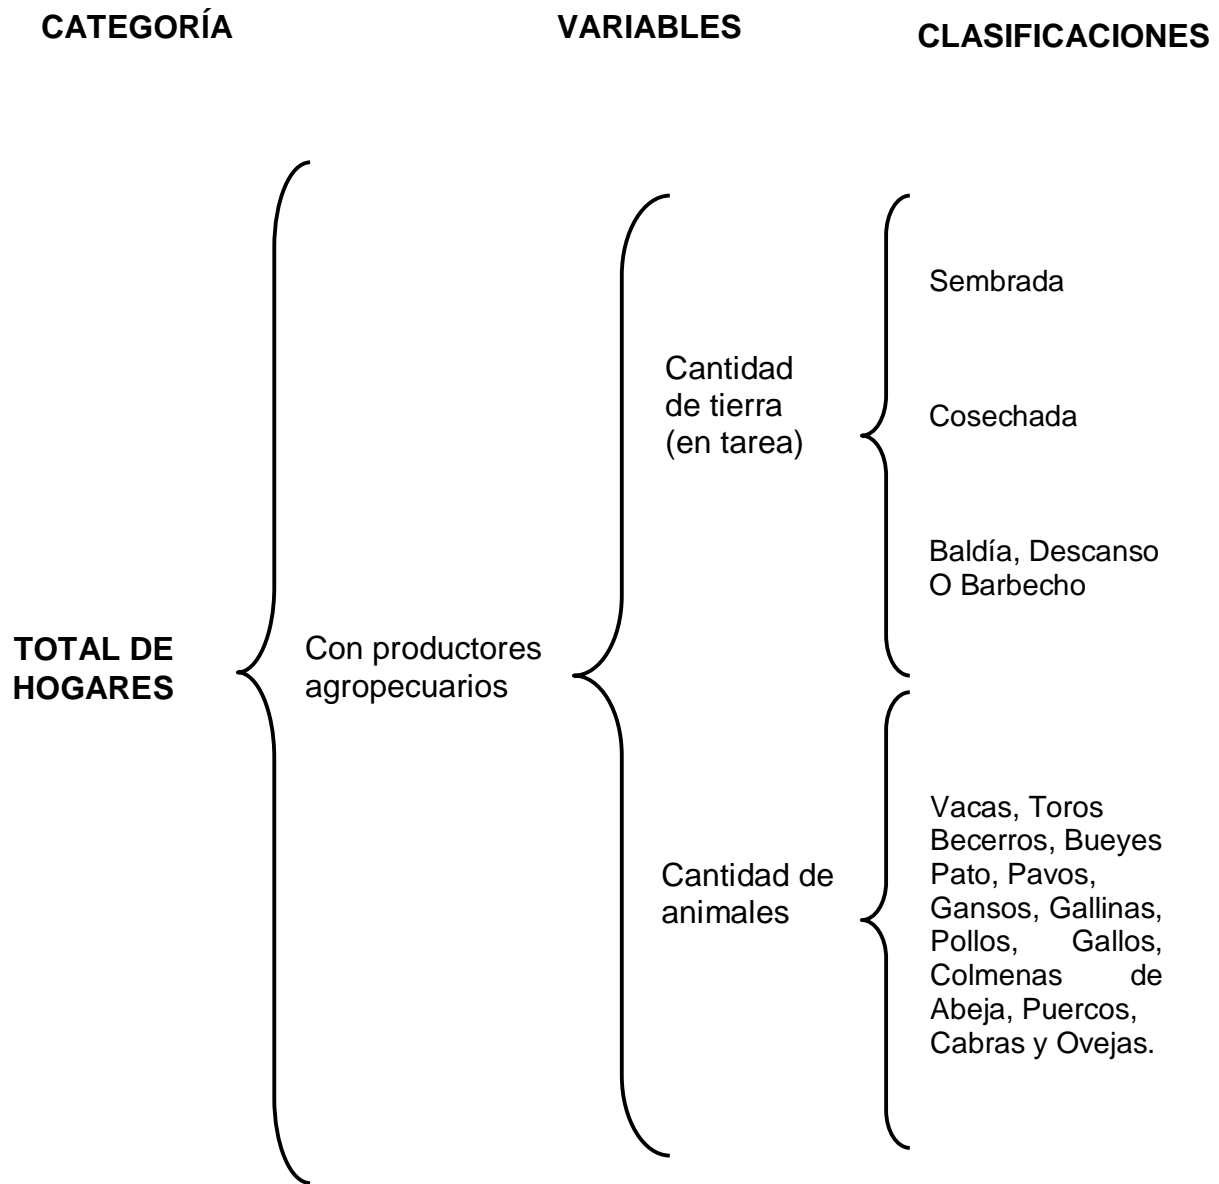 CATEGORÍA
VARIABLES
CLASIFICACIONES
Sembrada
Cantidad
de tierra
(en tarea)
Cosechada
Baldía, Descanso
O Barbecho
TOTAL DE
HOGARES
Con productores
agropecuarios
Cantidad de
animales
Vacas, Toros
Becerros, Bueyes
Pato, Pavos,
Gansos, Gallinas,
Pollos, Gallos,
Colmenas de
Abeja, Puercos,
Cabras y Ovejas.